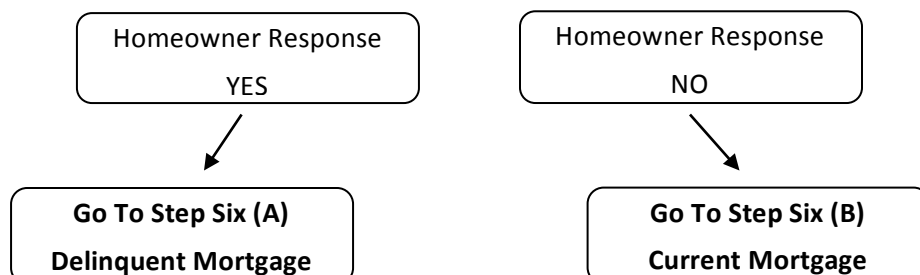 Homeowner Response
YES
Homeowner Response
NO
Go To Step Six (A)
Delinquent Mortgage
Go To Step Six (B)
Current Mortgage